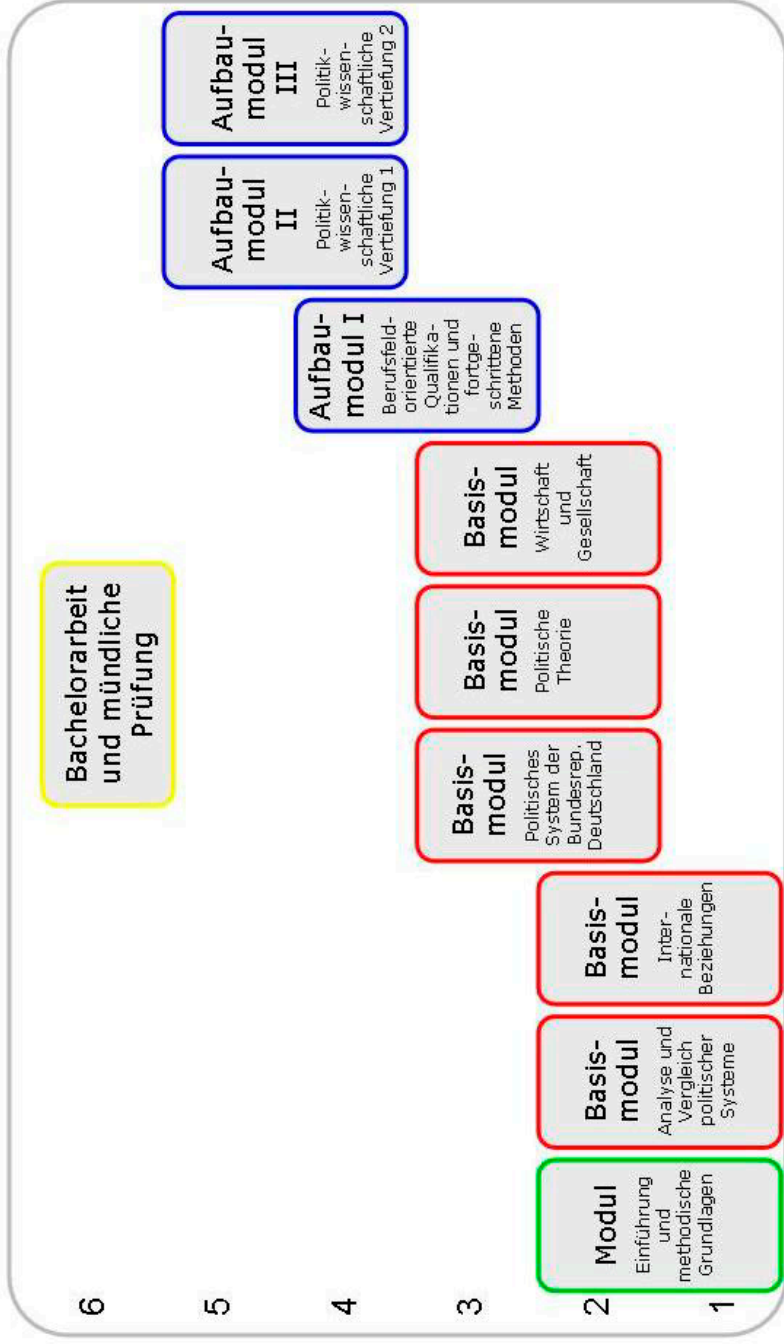 6
5
4
3
2
1
Modul
Einführung
und
methodische
Grundlagen
Basis-
modul
Analyse und
Vergleich
politischer
Systeme
Basis-
modul
Inter-
nationale
Beziehungen
Basis-
modul
Politisches
System der
Bundesrep.
Deutschland
Basis-
modul
Politische
Theorie
Basis-
modul
Wirtschaft
und
Gesellschaft
Aufbau-
modul I
Berufsfeld-
orientierte
Qualifika-
tionen und
fortge-
schrittene
Methoden
Aufbau-
modul
II
Politik-
wissen-
schaftliche
Vertiefung 1
Aufbau-
modul
III
Politik-
wissen-
schaftliche
Vertiefung 2
Bachelorarbeit
und mündliche
Prüfung